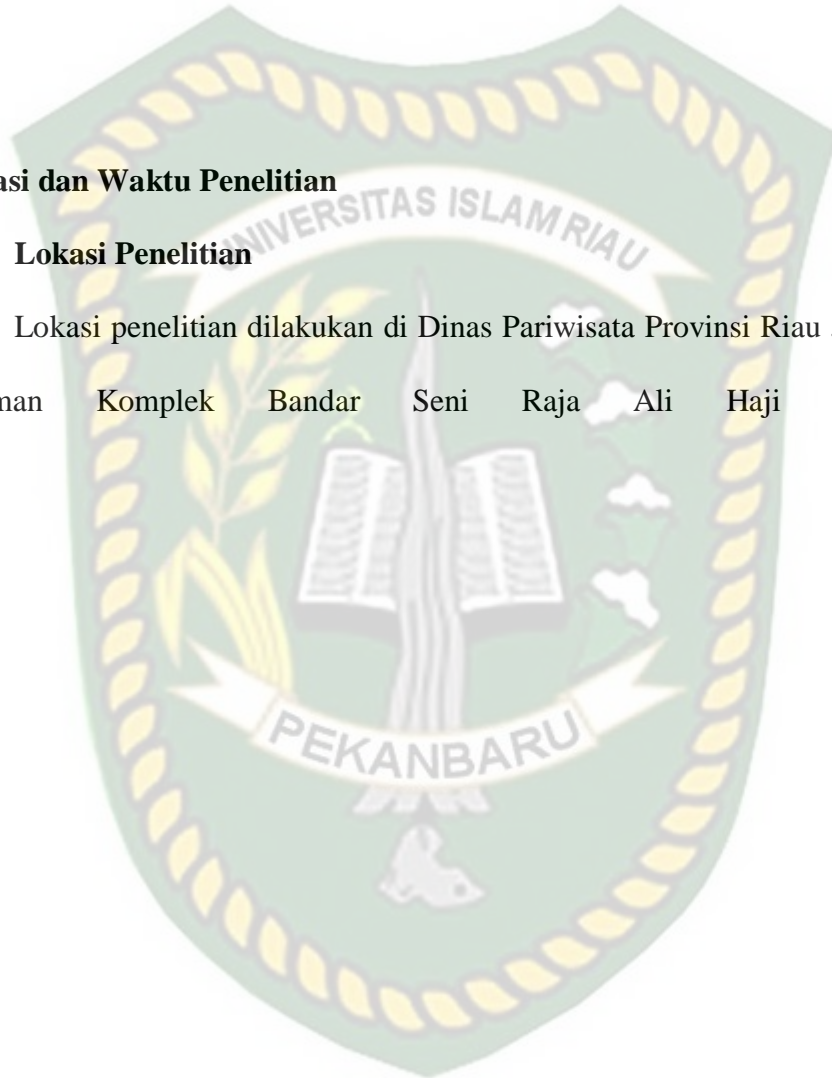 asi dan Waktu Penelitian
UNIVERSITAS ISLAM RIAU
Lokasi Penelitian
Lokasi penelitian dilakukan di Dinas Pariwisata Provinsi Riau
man Komplek Bandar Seni Raja Ali Haji
PEKANBARU